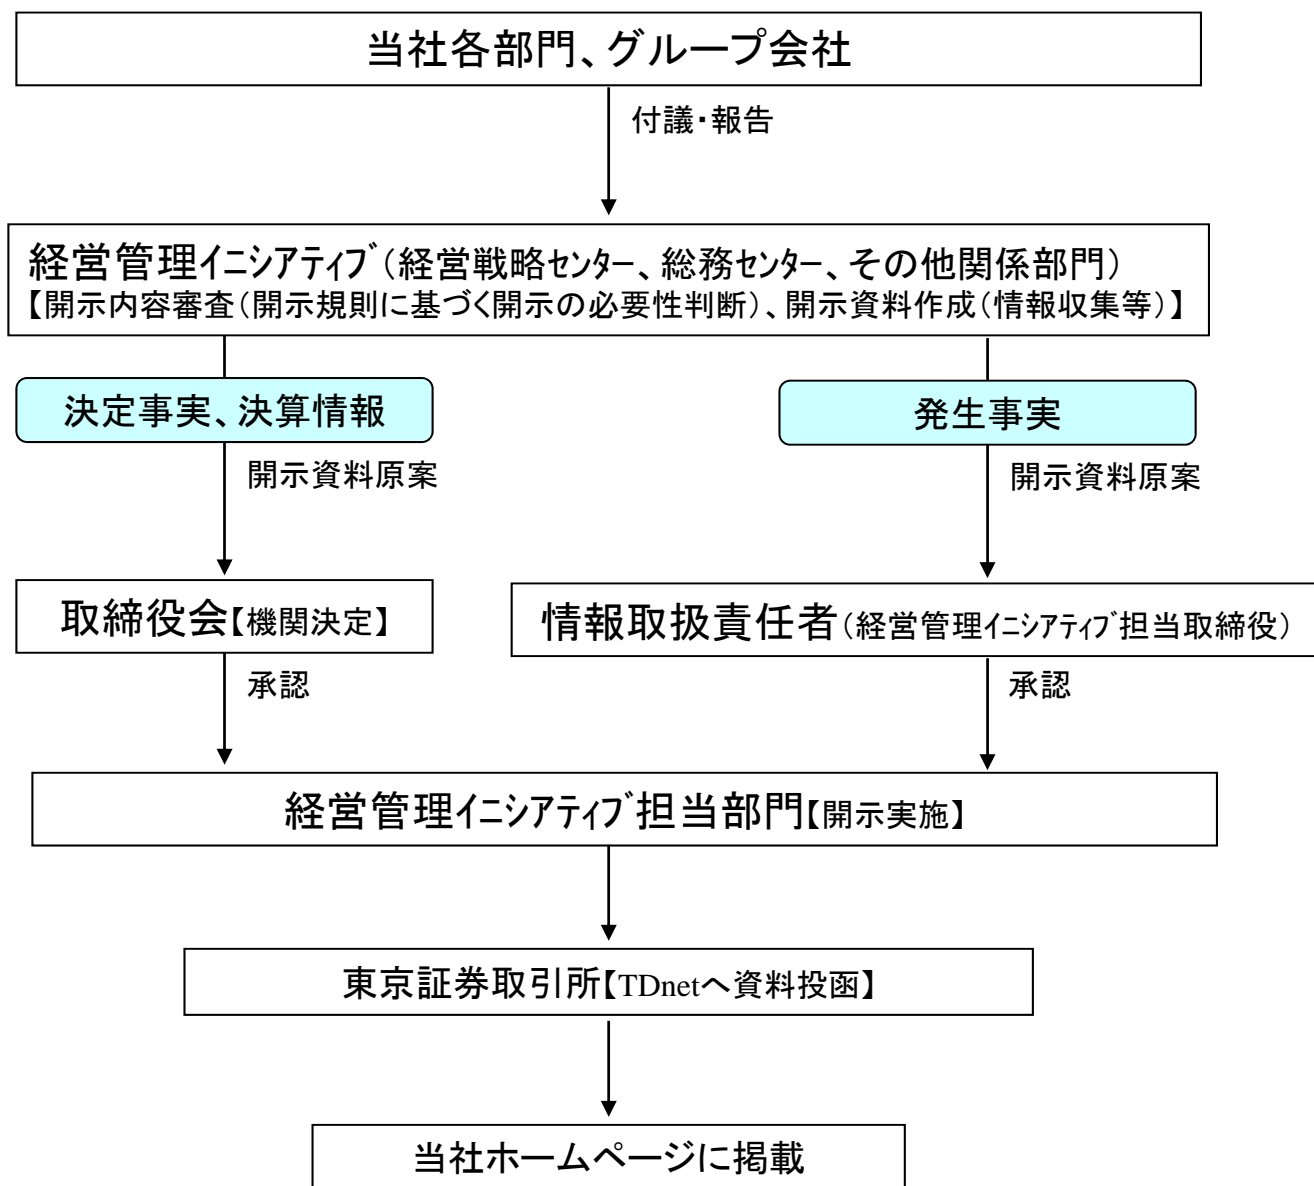 当社各部門、グループ会社
付議・報告
経営管理イニシアティブ（経営戦略センター、総務センター、その他関係部門）
【開示内容審査（開示規則に基づく開示の必要性判断）、開示資料作成（情報収集等）】
決定事実、決算情報
発生事実
開示資料原案
開示資料原案
取締役会【機関決定】
情報取扱責任者（経営管理イニシアティブ担当取締役）
承認
承認
経営管理イニシアティブ担当部門【開示実施】
東京証券取引所【TDnetへ資料投函】
当社ホームページに掲載